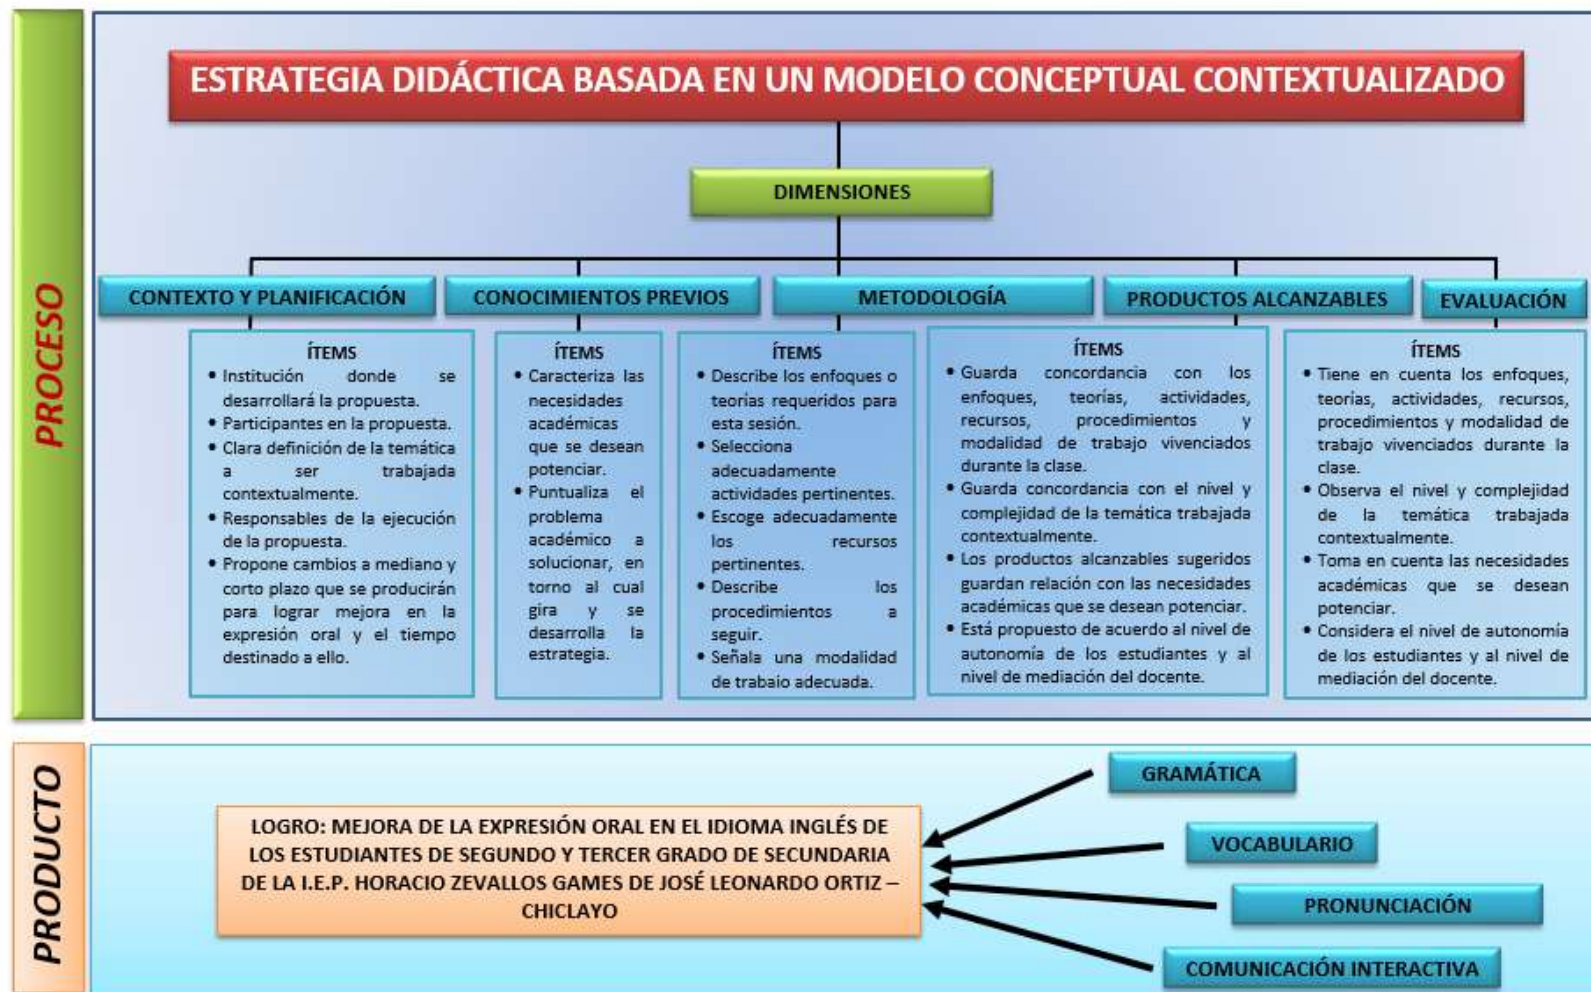 PROCESO
ESTRATEGIA DIDÁCTICA BASADA EN UN MODELO CONCEPTUAL CONTEXTUALIZADO
DIMENSIONES
CONTEXTO Y PLANIFICACIÓN
ÍTEMS
• Institución donde se
desarrollará la propuesta.
• Participantes en la propuesta.
• Clara definición de la temática
a ser trabajada
contextualmente.
• Responsables de la ejecución
de la propuesta.
• Propone cambios a mediano y
corto plazo que se producirán
para lograr mejora en la
expresión oral y el tiempo
destinado a ello.
CONOCIMIENTOS PREVIOS
ÍTEMS
• Caracteriza las
necesidades
académicas
que se desean
potenciar.
• Puntualiza el
problema
académico a
solucionar, en
torno al cual
gira y se
desarrolla la
estrategia.
METODOLOGÍA
ÍTEMS
• Describe los enfoques o
teorías requeridos para
esta sesión.
• Selecciona
adecuadamente
actividades pertinentes.
• Escoge adecuadamente
los recursos
pertinentes.
• Describe los
procedimientos a
seguir.
• Señala una modalidad
de trabajo adecuada.
PRODUCTOS ALCANZABLES
ÍTEMS
• Guarda concordancia con los
enfoques, teorías, actividades,
recursos, procedimientos y
modalidad de trabajo vivenciados
durante la clase.
• Guarda concordancia con el nivel y
complejidad de la temática trabajada
contextualmente.
• Los productos alcanzables sugeridos
guardan relación con las necesidades
académicas que se desean potenciar.
• Está propuesto de acuerdo al nivel de
autonomía de los estudiantes y al
nivel de mediación del docente.
EVALUACIÓN
ÍTEMS
• Tiene en cuenta los enfoques,
teorías, actividades, recursos,
procedimientos y modalidad de
trabajo vivenciados durante la
clase.
• Observa el nivel y complejidad
de la temática trabajada
contextualmente.
• Toma en cuenta las necesidades
académicas que se desean
potenciar.
• Considera el nivel de autonomía
de los estudiantes y al nivel de
mediación del docente.
PRODUCTO
LOGRO: MEJORA DE LA EXPRESIÓN ORAL EN EL IDIOMA INGLÉS DE
LOS ESTUDIANTES DE SEGUNDO Y TERCER GRADO DE SECUNDARIA
DE LA I.E.P. HORACIO ZEVALLOS GAMES DE JOSÉ LEONARDO ORTIZ –
CHICLAYO
GRAMÁTICA
VOCABULARIO
PRONUNCIACIÓN
COMUNICACIÓN INTERACTIVA